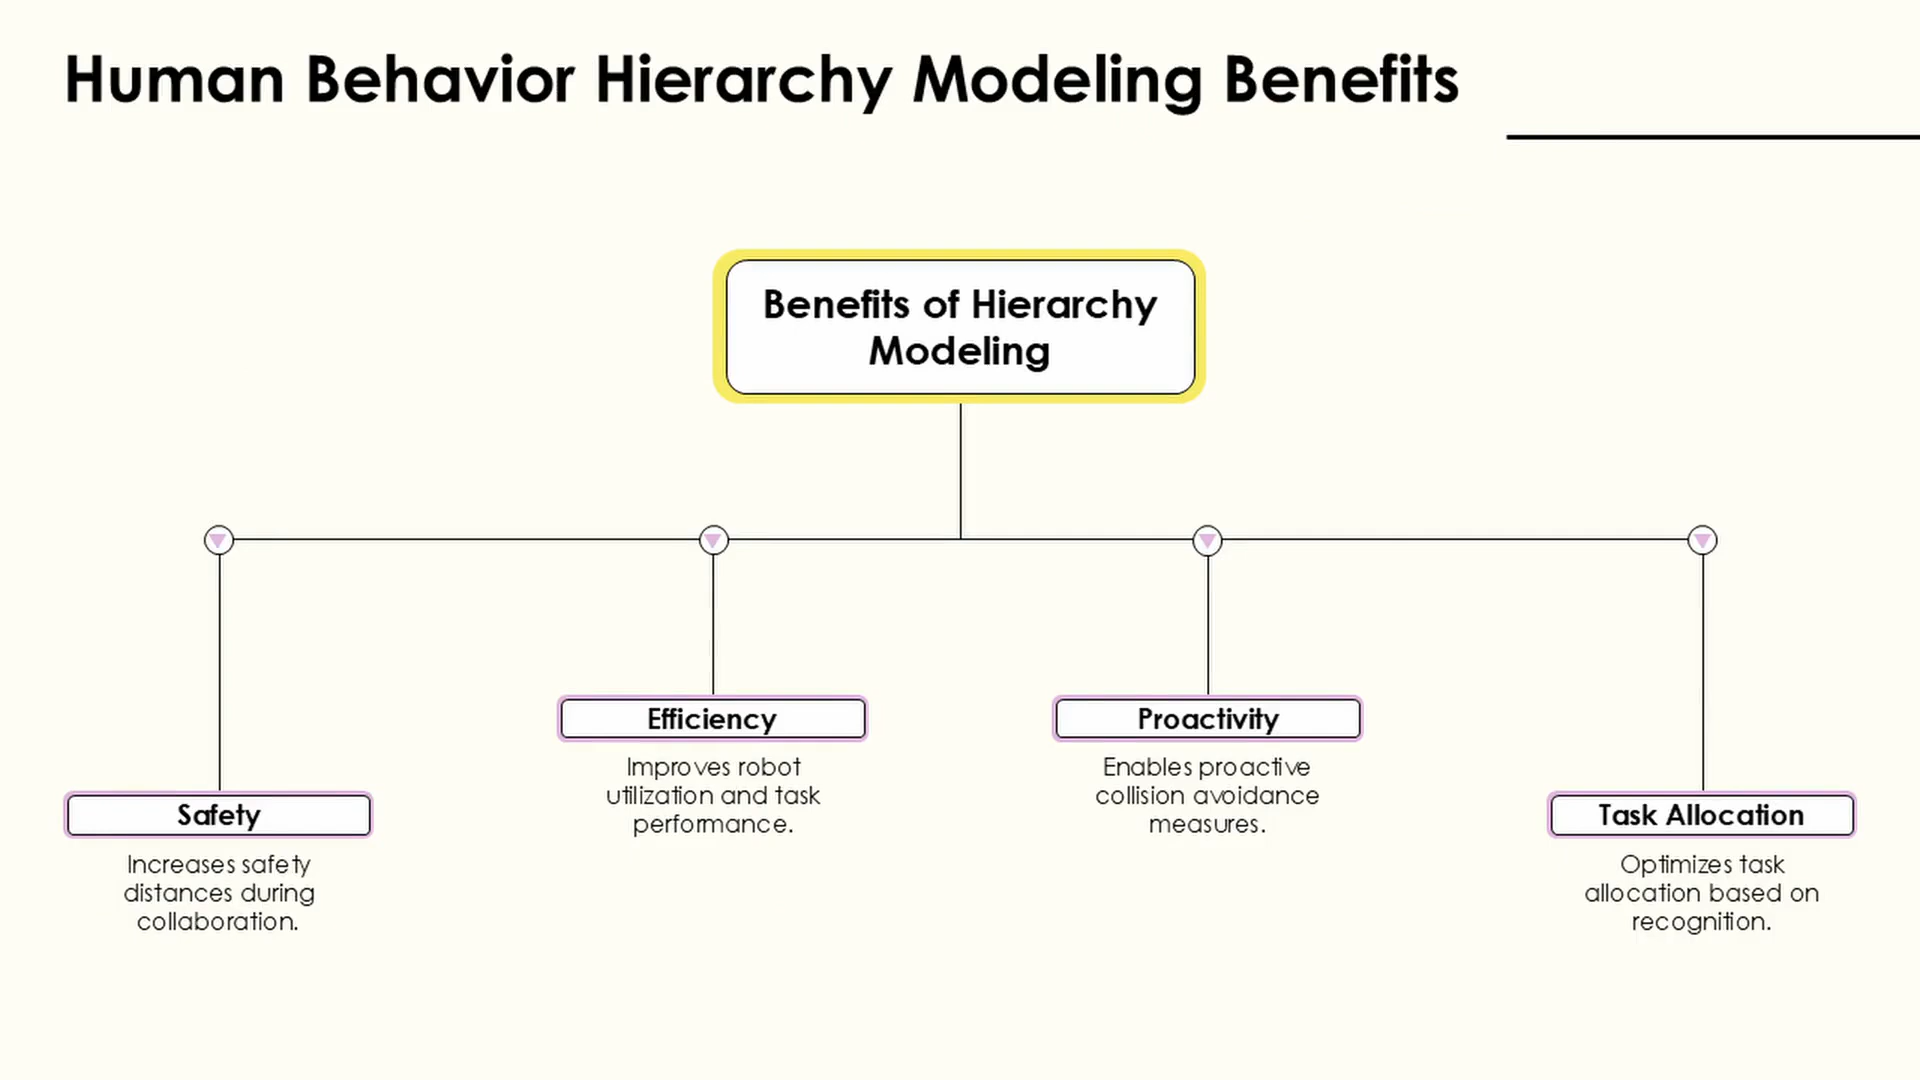 Human Behavior Hierarchy Modeling Benefits
Benefits of Hierarchy
Modeling
Safety
Increases safety
distances during
collaboration.
Efficiency
Improves robot
utilization and task
performance.
Proactivity
Enables proactive
collision avoidance
measures.
Task Allocation
Optimizes task
allocation based on
recognition.